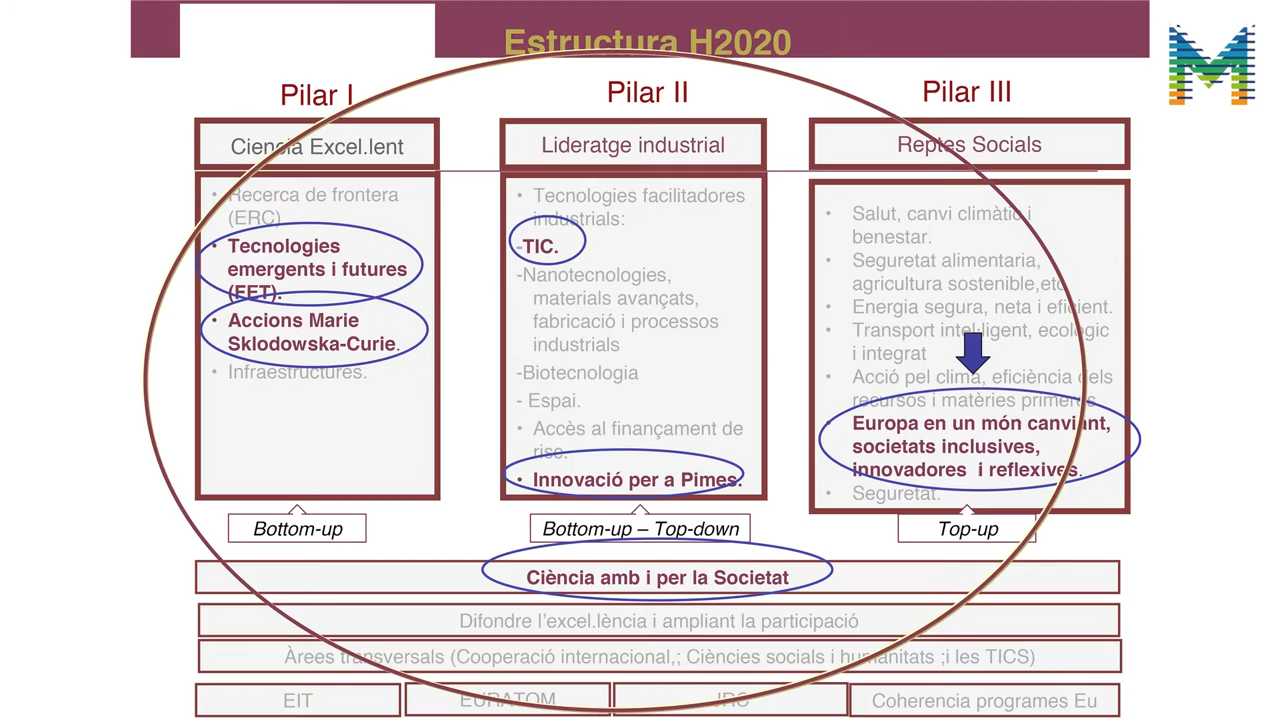 Estructura H2020
Pilar I
Ciencia Excel.lent
• Recerca de frontera
(ERC)
• Tecnologies
emergents i futures
(FET).
• Accions Marie
Sklodowska-Curie.
• Infraestructures.
Bottom-up
Pilar II
Lideratge industrial
• Tecnologies facilitadores
industrials:
-TIC.
-Nanotecnologies,
materials avançats,
fabricació i processos
industrials
-Biotecnologia
- Espai.
• Accès al finançament de
risc.
• Innovació per a Pimes.
Bottom-up – Top-down
Pilar III
Reptes Socials
• Salut, canvi climàtic i
benestar.
• Seguretat alimentaria,
agricultura sostenible,etc
• Energia segura, neta i eficient.
• Transport intel·ligent, ecològic
i integrat
• Acció pel clima, eficiència dels
recursos i matèries primeres
• Europa en un món canviant,
societats inclusives,
innovadores i reflexives.
• Seguretat.
Top-up
Ciència amb i per la Societat
Difondre l'excel.lència i ampliant la participació
Àrees transversals (Cooperació internacional,; Ciències socials i humanitats ;i les TICS)
EIT
EURATOM
JRC
Coherencia programes Eu